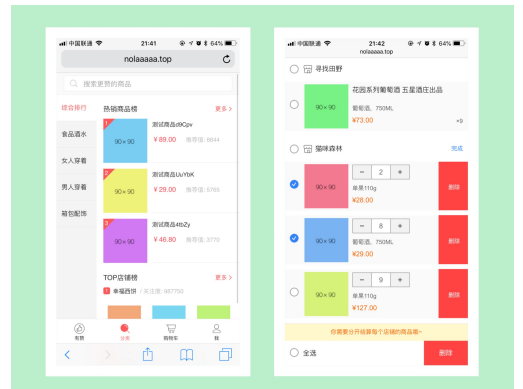 中国联通
21:41
64%
nolaaaaa.top
搜索更赞的商品
综合排行
食品酒水
女人穿着
男人穿着
箱包配饰
热销商品榜
更多 >
1
90×90
测试商品d9Cpv
¥ 89.00 推荐值: 8844
2
90×90
测试商品UuYbK
¥ 29.00 推荐值: 5769
3
90×90
测试商品4tbZy
¥ 46.80 推荐值: 3770
TOP店铺榜
更多 >
1 幸福西饼 / 关注度: 687750
有赞
分类
购物车
我
中国联通
21:42
64%
nolaaaaa.top
寻找田野
90×90
花园系列葡萄酒 五星酒庄出品
葡萄酒, 750ML
¥73.00
×9
猫咪森林
完成
90×90
− 2 +
单果110g
¥28.00
删除
90×90
− 8 +
葡萄酒, 750ML
¥29.00
删除
90×90
− 9 +
单果110g
¥127.00
删除
你需要分开结算每个店铺的商品哦~
全选
删除